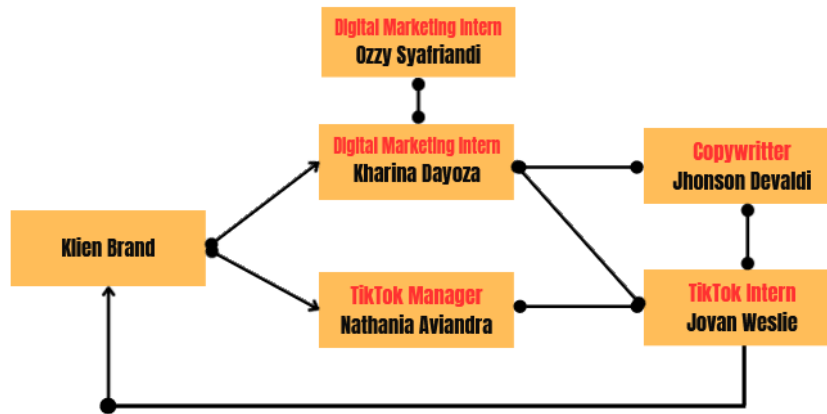 Digital Marketing Intern
Ozzy Syafriandi
Digital Marketing Intern
Kharina Dayoza
Copywritter
Jhonson Devaldi
Klien Brand
TikTok Manager
Nathania Aviandra
TikTok Intern
Jovan Weslie